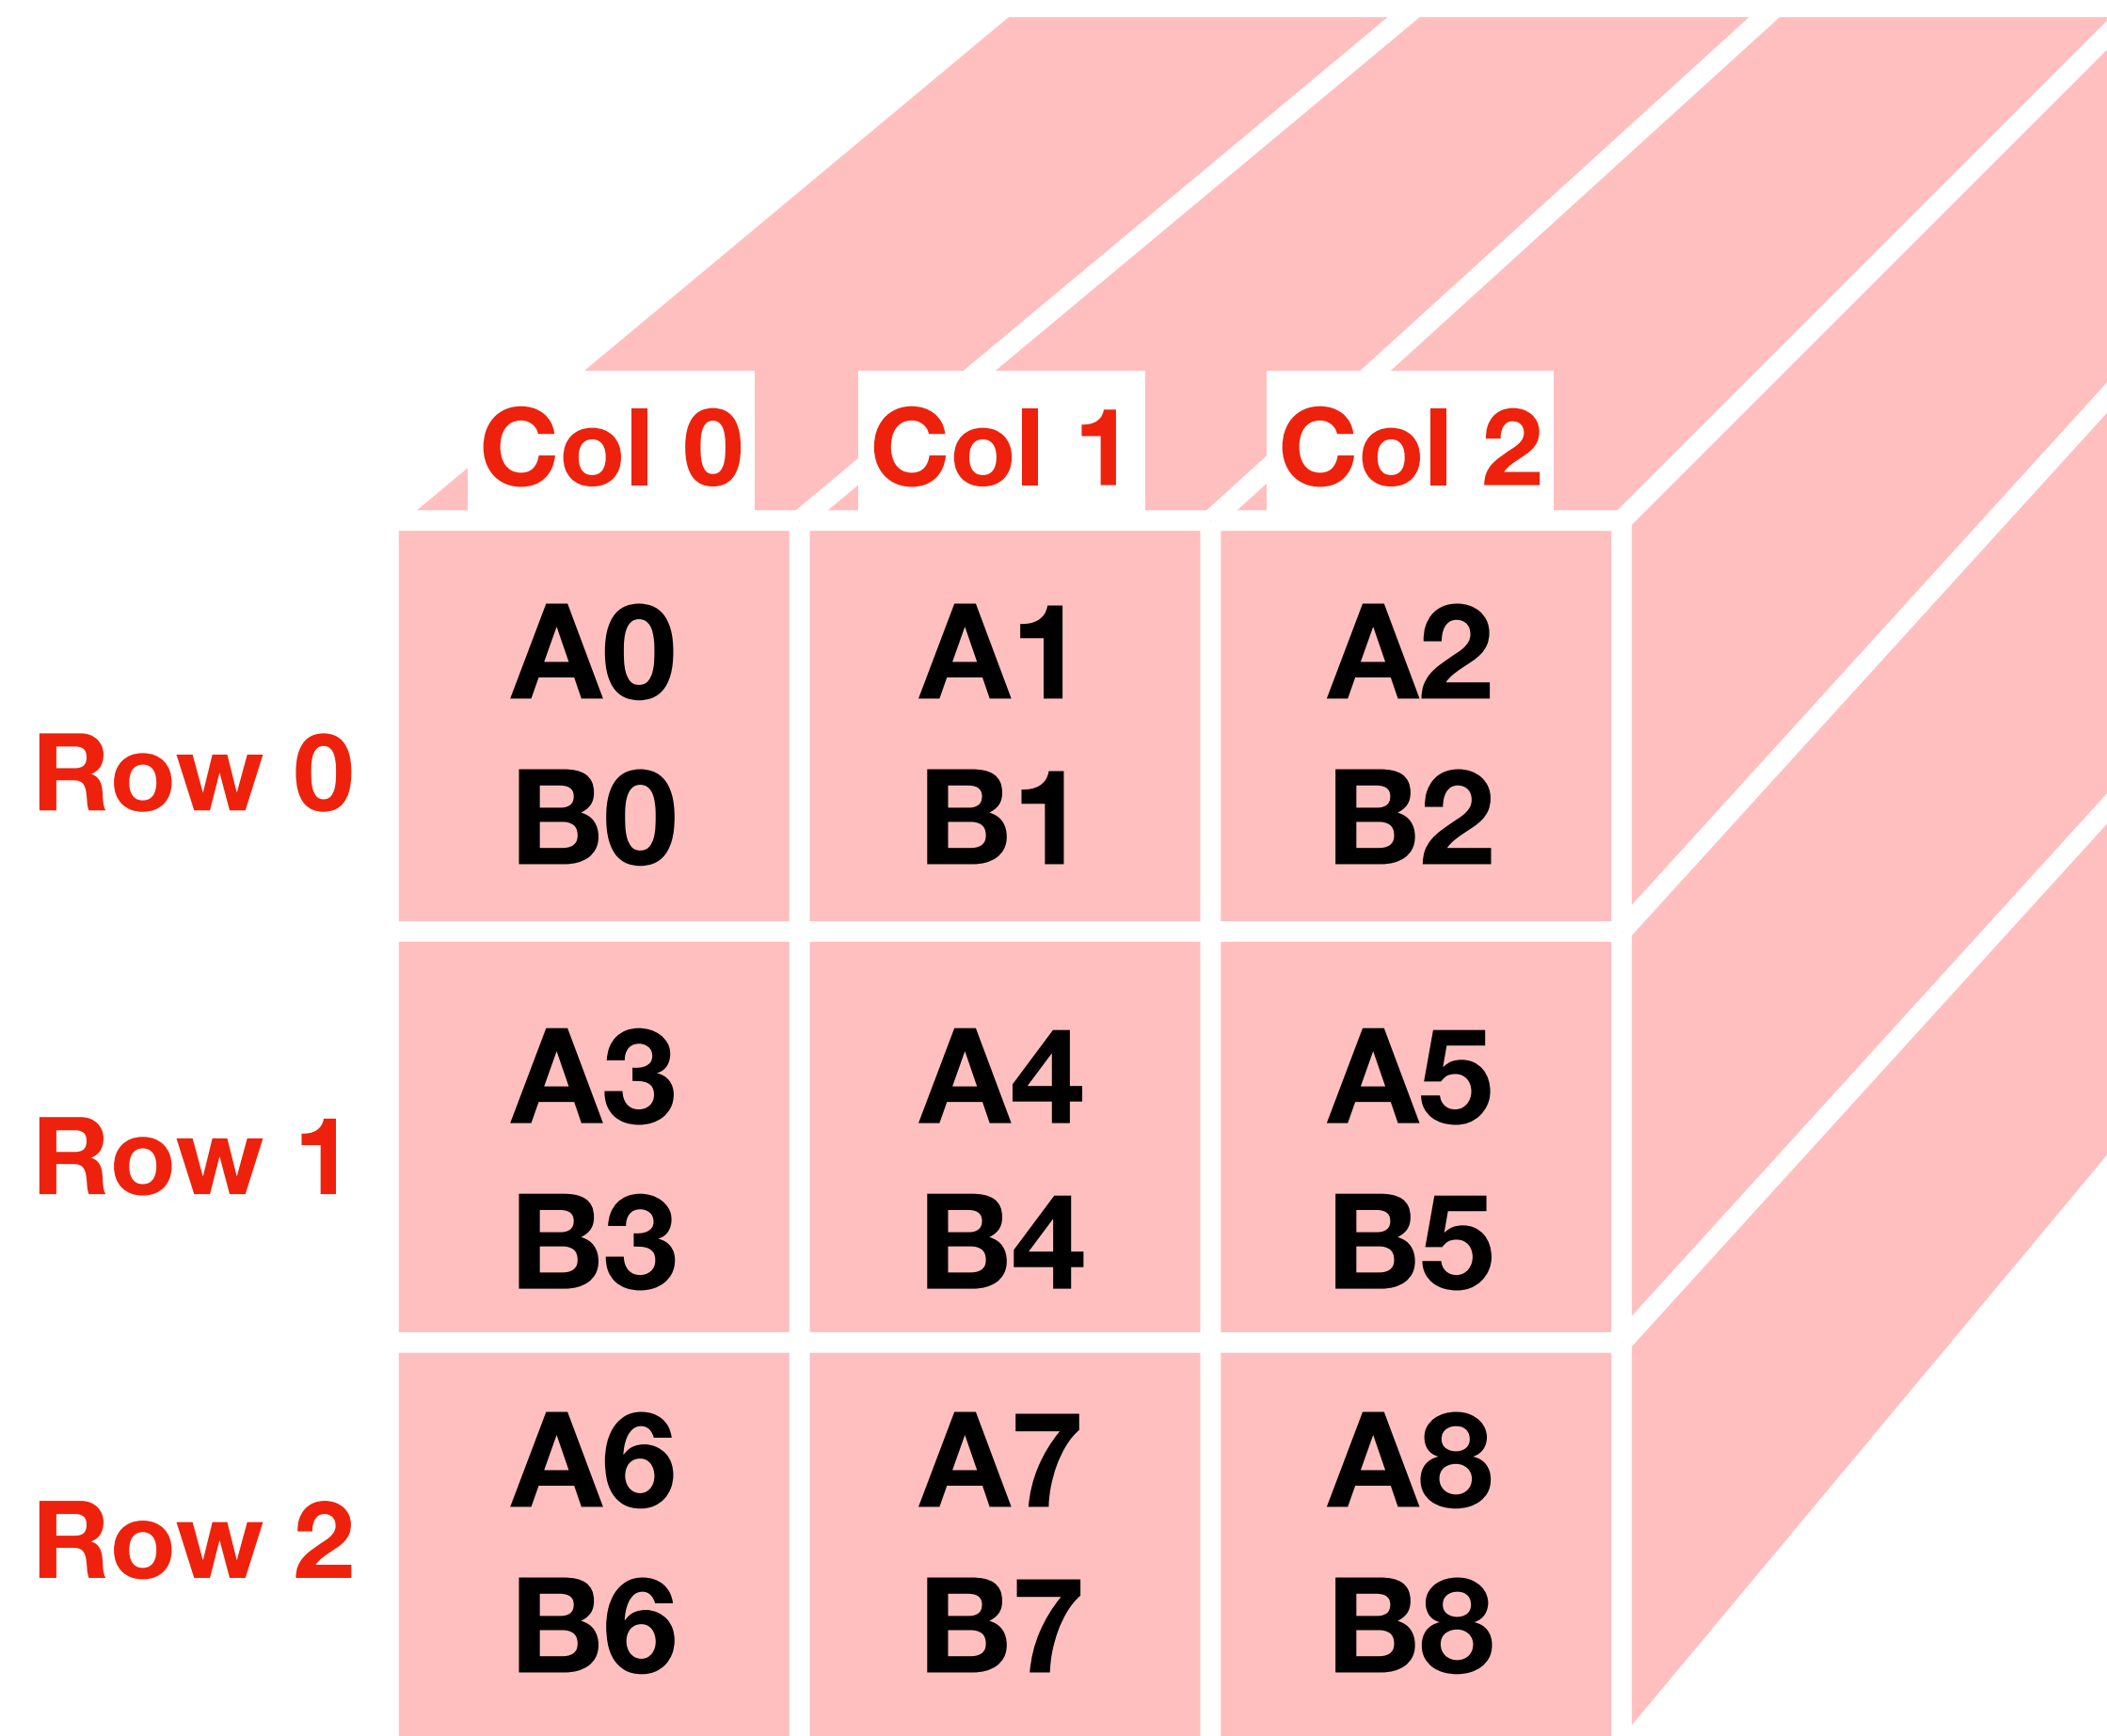 Col 0 Col 1 Col 2
A0 A1 A2
Row 0
B0 B1 B2
A3 A4 A5
Row 1
B3 B4 B5
A6 A7 A8
Row 2
B6 B7 B8